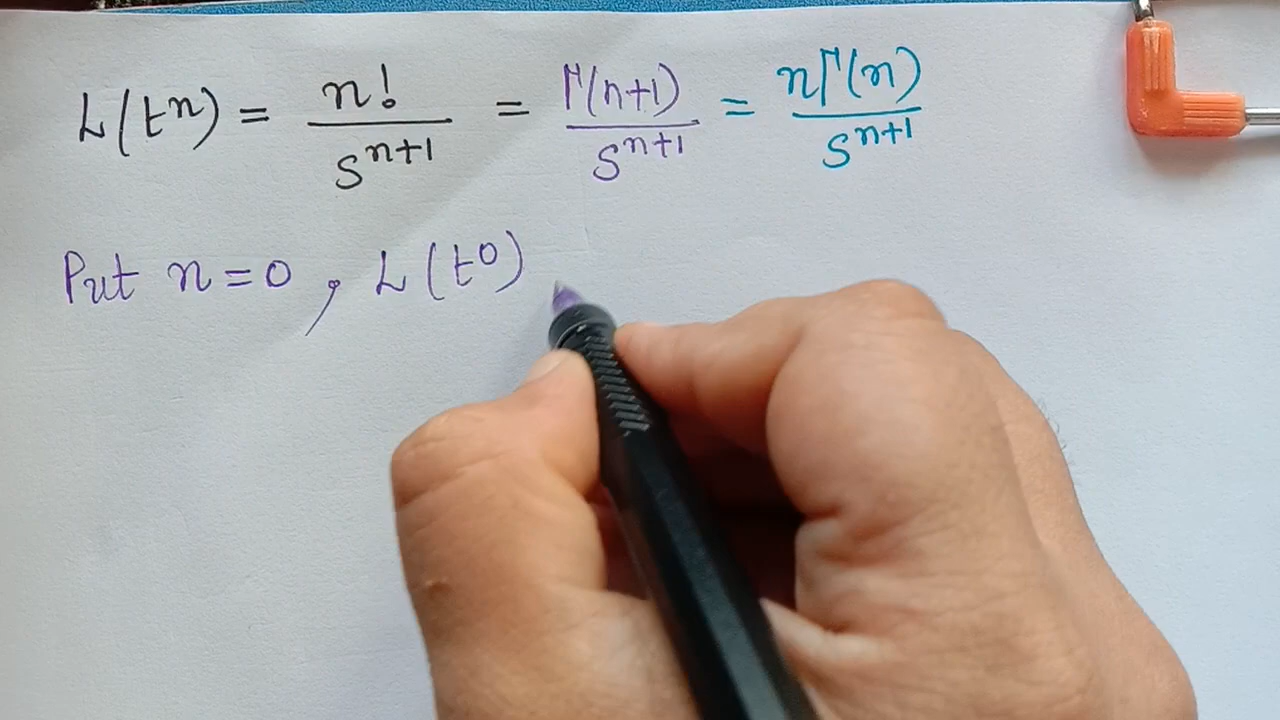 L(tⁿ) = n!/sⁿ⁺¹ = Γ(n+1)/sⁿ⁺¹ = nΓ(n)/sⁿ⁺¹
Put n=0, L(t⁰)